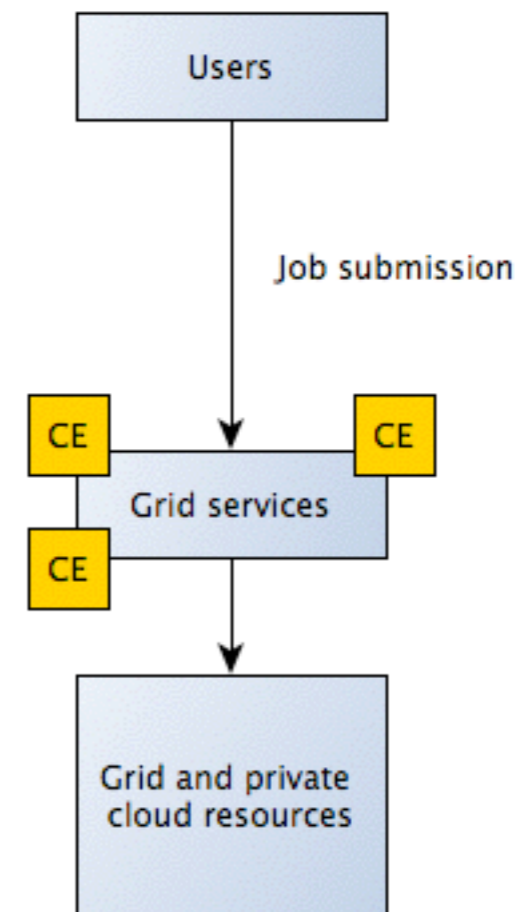 Users
Job submission
CE
CE
Grid services
CE
Grid and private
cloud resources